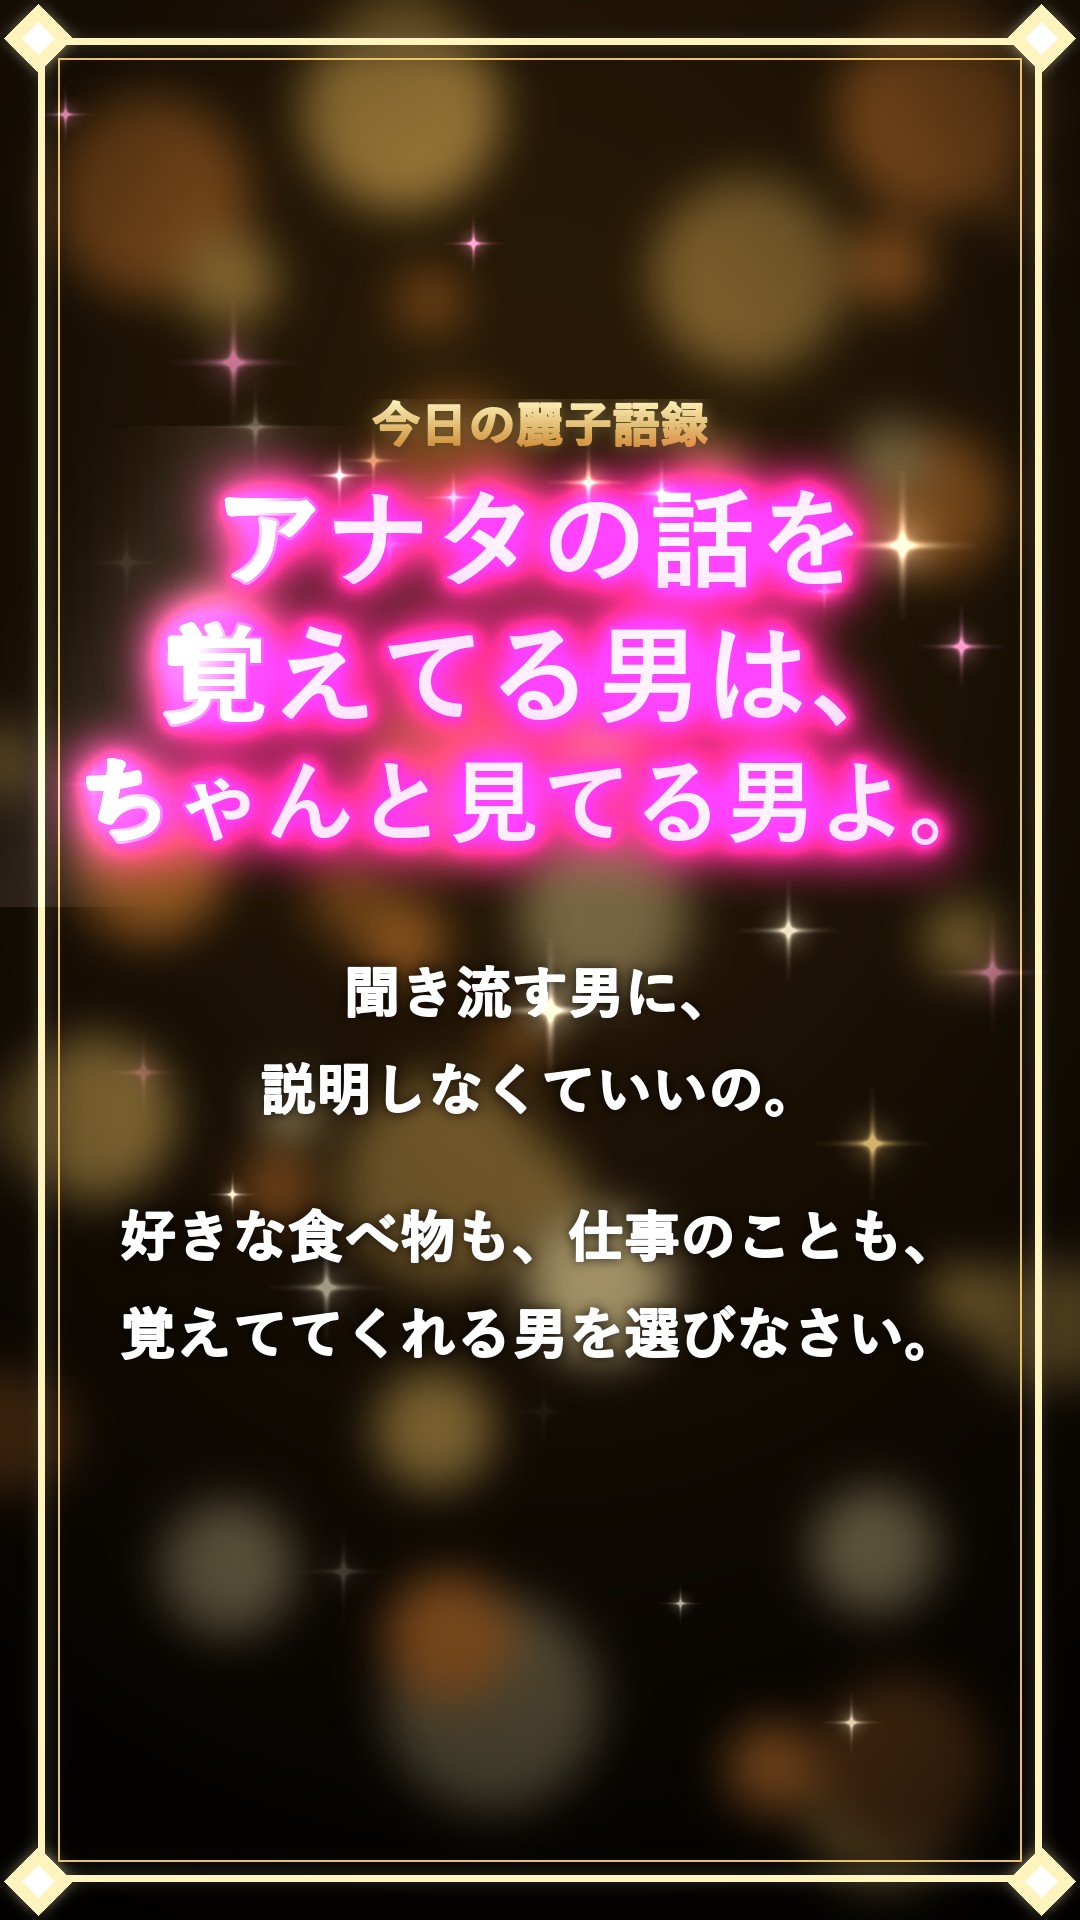 今日の麗子語録
アナタの話を
覚えてる男は、
ちゃんと見てる男よ。
聞き流す男に、
説明しなくていいの。
好きな食べ物も、仕事のことも、
覚えててくれる男を選びなさい。